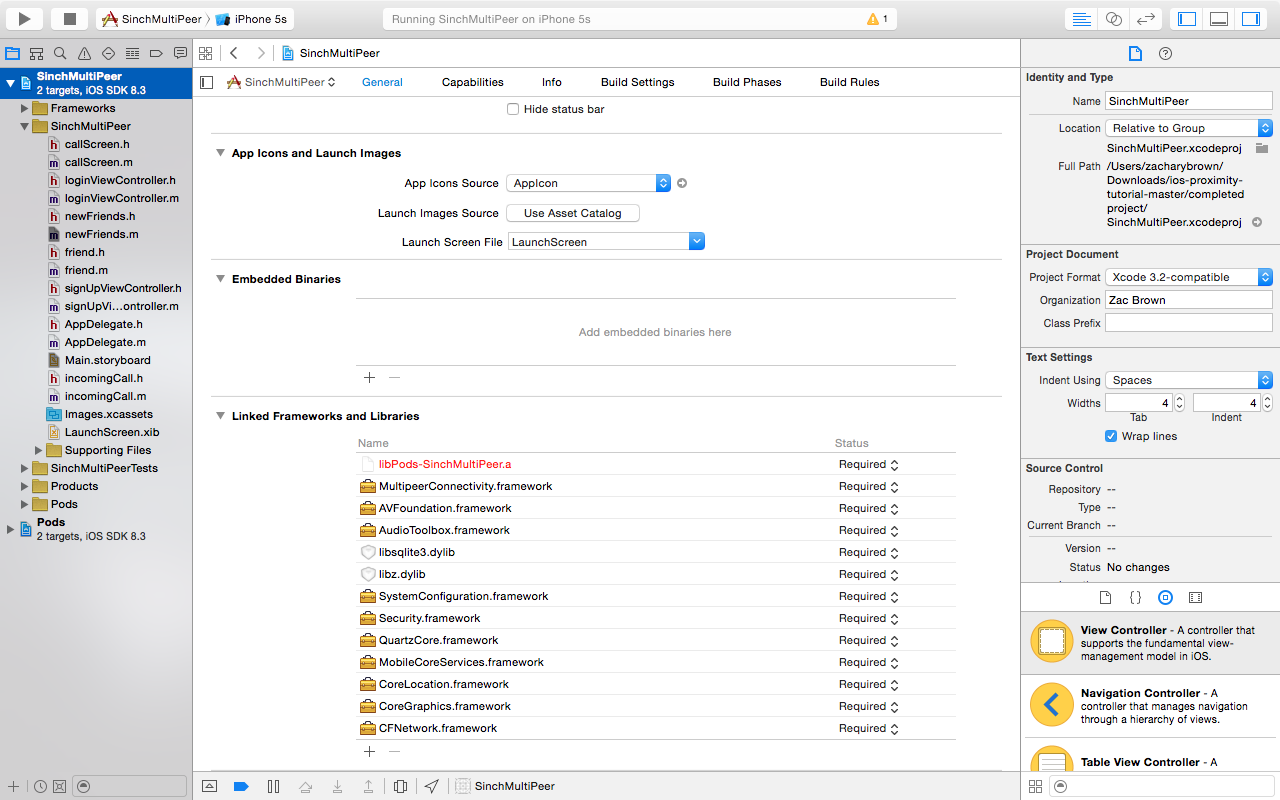 SinchMultiPeer iPhone 5s
Running SinchMultiPeer on iPhone 5s
1
SinchMultiPeer
2 targets, iOS SDK 8.3
Frameworks
SinchMultiPeer
callScreen.h
callScreen.m
loginViewController.h
loginViewController.m
newFriends.h
newFriends.m
friend.h
friend.m
signUpViewController.h
signUpVi...ontroller.m
AppDelegate.h
AppDelegate.m
Main.storyboard
incomingCall.h
incomingCall.m
Images.xcassets
LaunchScreen.xib
Supporting Files
SinchMultiPeerTests
Products
Pods
Pods
2 targets, iOS SDK 8.3
SinchMultiPeer
SinchMultiPeer General Capabilities Info Build Settings Build Phases Build Rules
Hide status bar
App Icons and Launch Images
App Icons Source AppIcon
Launch Images Source Use Asset Catalog
Launch Screen File LaunchScreen
Embedded Binaries
Add embedded binaries here
Linked Frameworks and Libraries
Name Status
libPods-SinchMultiPeer.a Required
MultipeerConnectivity.framework Required
AVFoundation.framework Required
AudioToolbox.framework Required
libsqlite3.dylib Required
libz.dylib Required
SystemConfiguration.framework Required
Security.framework Required
QuartzCore.framework Required
MobileCoreServices.framework Required
CoreLocation.framework Required
CoreGraphics.framework Required
CFNetwork.framework Required
SinchMultiPeer
Identity and Type
Name SinchMultiPeer
Location Relative to Group
SinchMultiPeer.xcodeproj
Full Path /Users/zacharybrown/
Downloads/ios-proximity-
tutorial-master/completed
project/
SinchMultiPeer.xcodeproj
Project Document
Project Format Xcode 3.2-compatible
Organization Zac Brown
Class Prefix
Text Settings
Indent Using Spaces
Widths 4 4
Tab Indent
Wrap lines
Source Control
Repository --
Type --
Current Branch --
Version --
Status No changes
View Controller - A controller that
supports the fundamental view-
management model in iOS.
Navigation Controller - A
controller that manages navigation
through a hierarchy of views.
Table View Controller - A